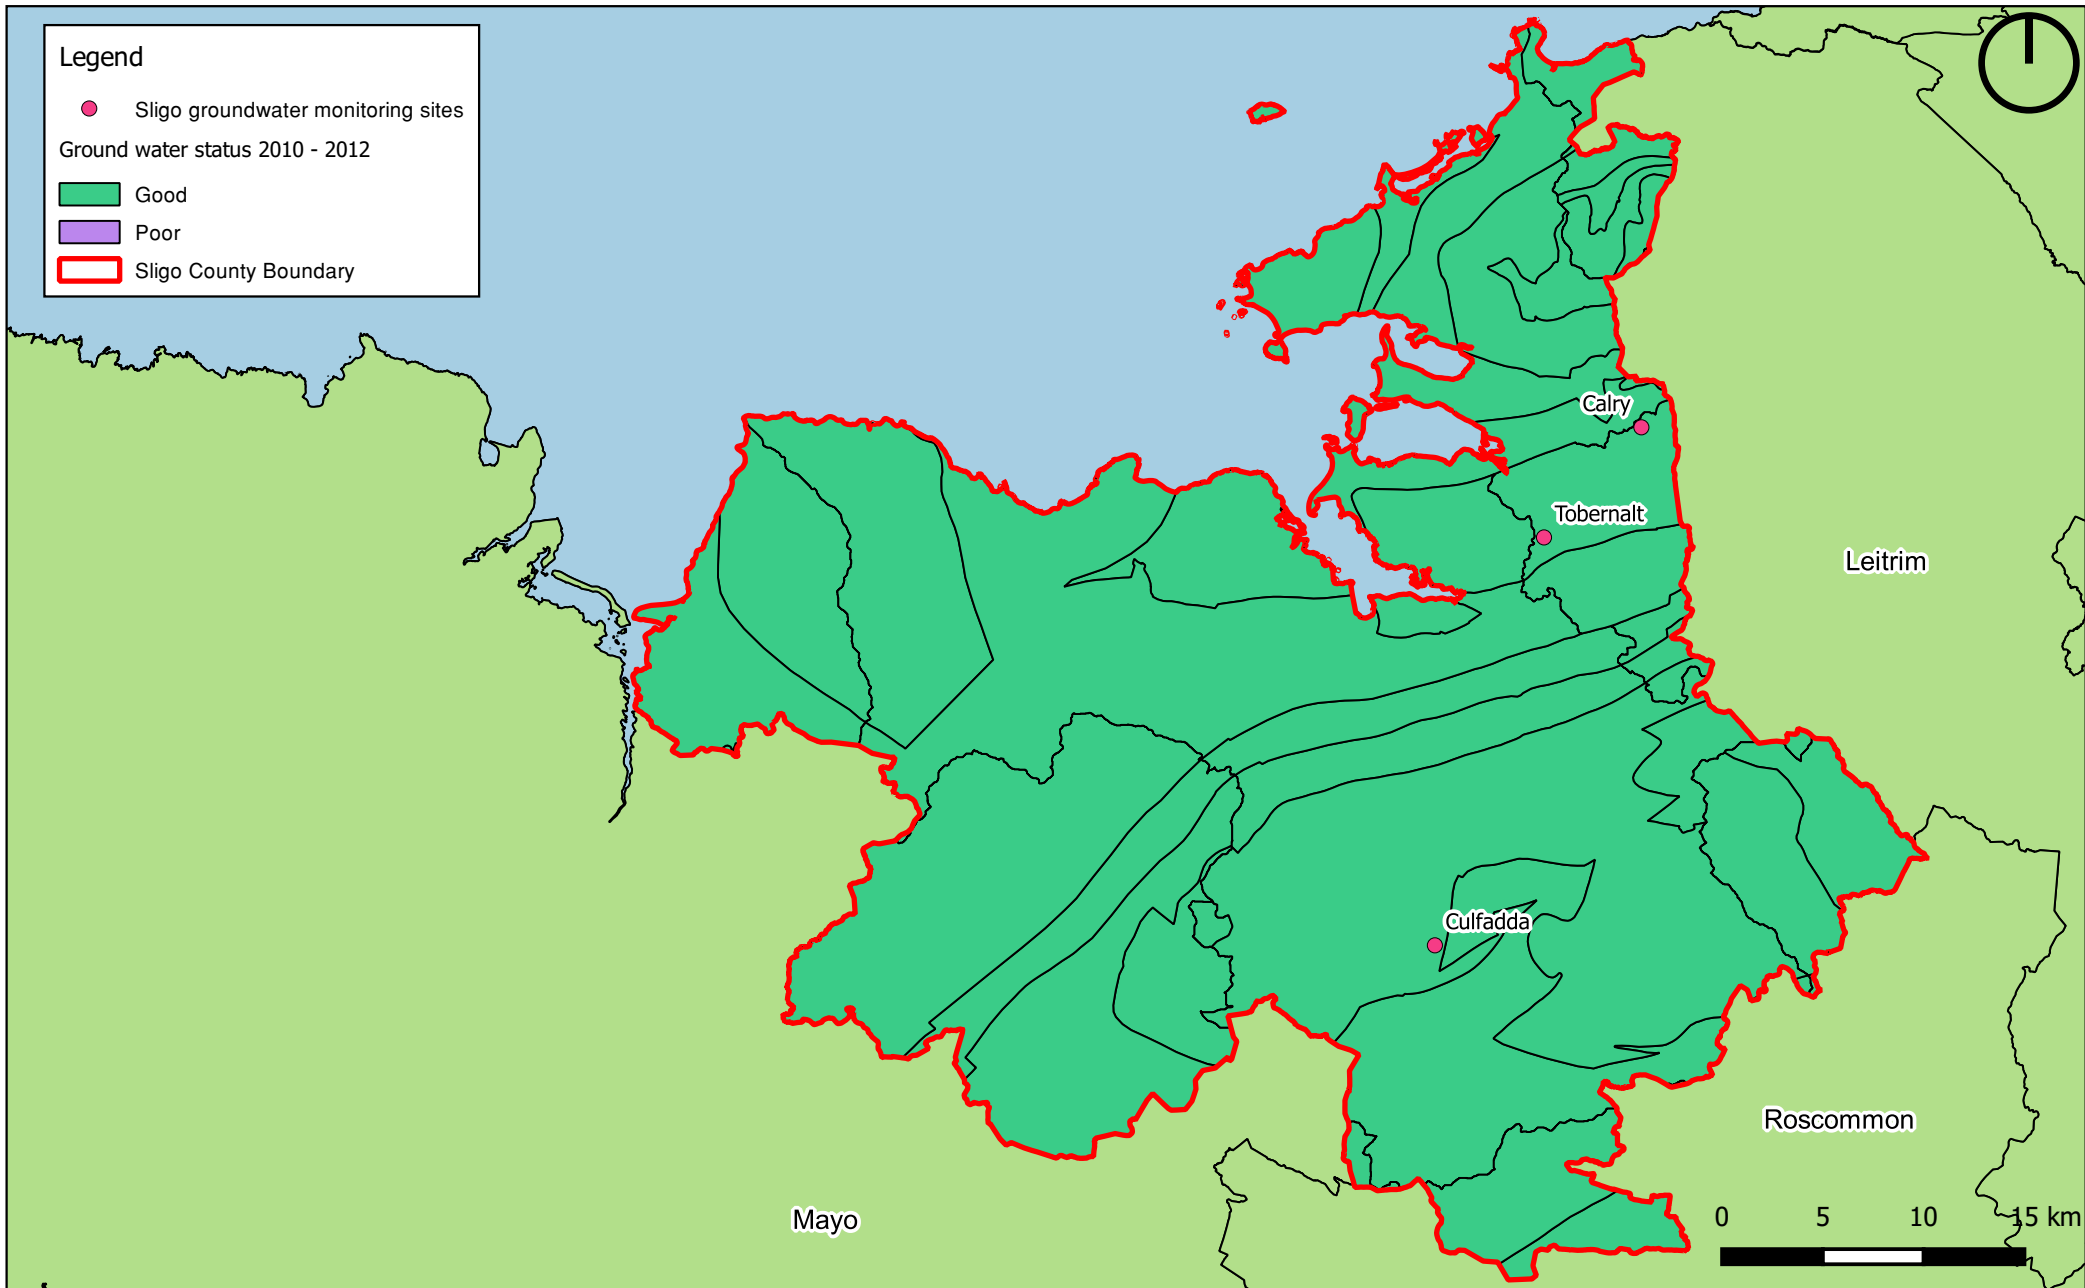 Legend
Sligo groundwater monitoring sites
Ground water status 2010 - 2012
Good
Poor
Sligo County Boundary
Calry
Tobernalt
Leitrim
Culfadda
Roscommon
Mayo
0 5 10 15 km